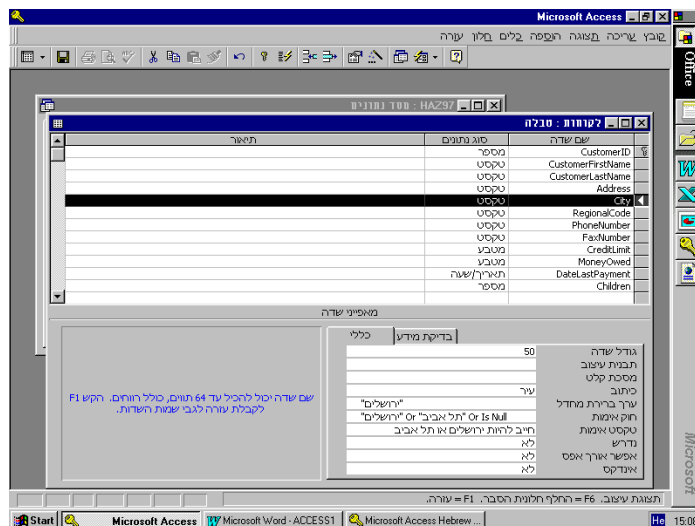 Microsoft Access
קובץ עריכה תצוגה הוספה כלים חלון עזרה
Office
HAZ97 : מסד נתונים
לקוחות : טבלה
שם שדה סוג נתונים תיאור
CustomerID מספר
CustomerFirstName טקסט
CustomerLastName טקסט
Address טקסט
City טקסט
RegionalCode טקסט
PhoneNumber טקסט
FaxNumber טקסט
CreditLimit מטבע
MoneyOwed מטבע
DateLastPayment תאריך/שעה
Children מספר
מאפייני שדה
כללי בדיקת מידע
גודל שדה 50
תבנית עיצוב
מסכת קלט
כיתוב עיר
ערך ברירת מחדל "ירושלים"
חוק אימות "ירושלים" Or "תל אביב" Or Is Null
טקסט אימות חייב להיות ירושלים או תל אביב
נדרש לא
אפשר אורך אפס לא
אינדקס לא
שם שדה יכול להכיל עד 64 תווים, כולל רווחים. הקש F1
לקבלת עזרה לגבי שמות השדות.
Microsoft
תצוגת עיצוב. F6 = החלף חלונית הסבר. F1 = עזרה.
Start Microsoft Access Microsoft Word - ACCESS1 Microsoft Access Hebrew ... He